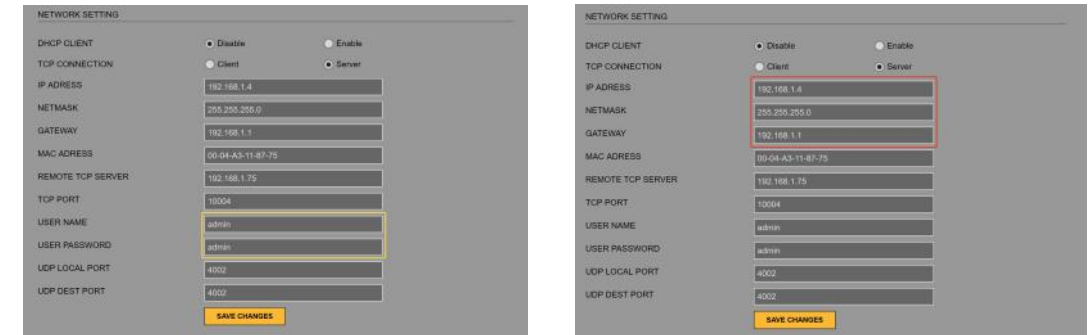 NETWORK SETTING
DHCP CLIENT Disable Enable
TCP CONNECTION Client Server
IP ADRESS 192.168.1.4
NETMASK 255.255.255.0
GATEWAY 192.168.1.1
MAC ADRESS 00-04-A3-11-87-75
REMOTE TCP SERVER 192.168.1.75
TCP PORT 10004
USER NAME admin
USER PASSWORD admin
UDP LOCAL PORT 4002
UDP DEST PORT 4002
SAVE CHANGES
NETWORK SETTING
DHCP CLIENT Disable Enable
TCP CONNECTION Client Server
IP ADRESS 192.168.1.4
NETMASK 255.255.255.0
GATEWAY 192.168.1.1
MAC ADRESS 00-04-A3-11-87-75
REMOTE TCP SERVER 192.168.1.75
TCP PORT 10004
USER NAME admin
USER PASSWORD admin
UDP LOCAL PORT 4002
UDP DEST PORT 4002
SAVE CHANGES